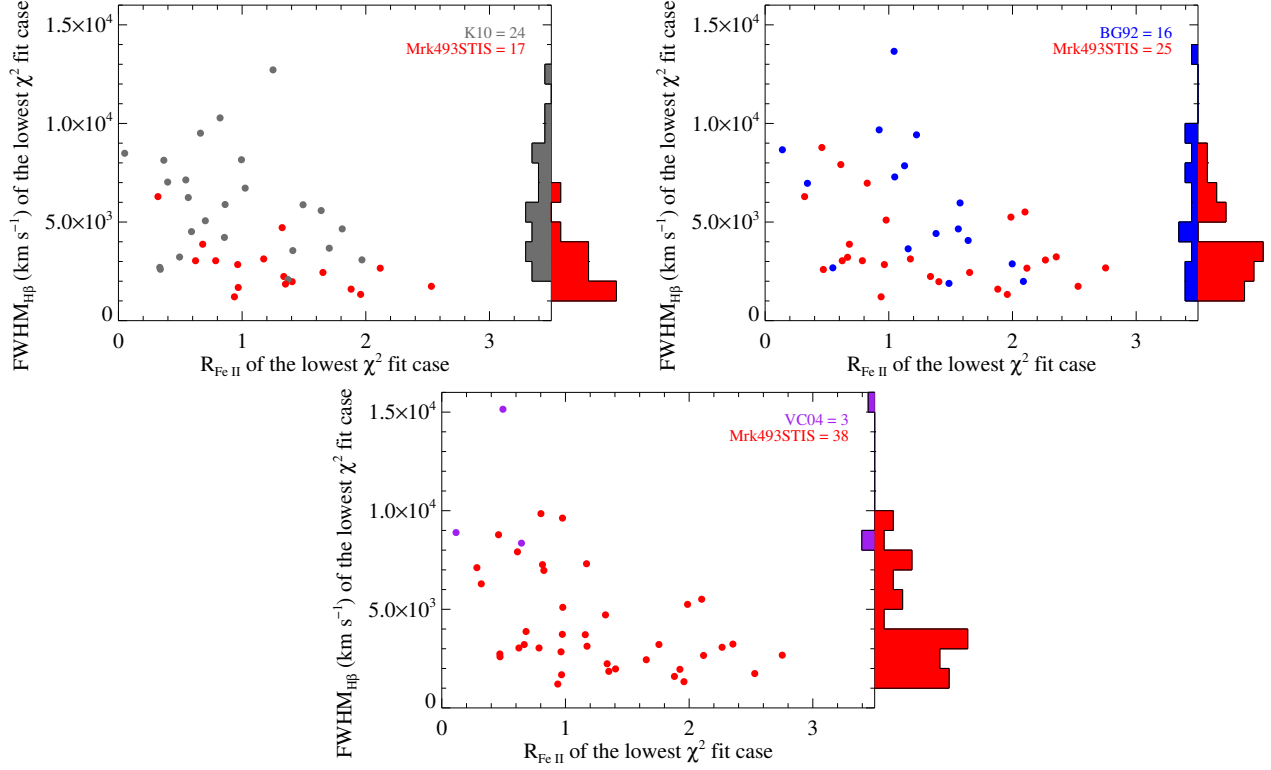 K10 = 24
Mrk493STIS = 17
FWHM_Hβ (km s⁻¹) of the lowest χ² fit case
1.5×10⁴
1.0×10⁴
5.0×10³
0
0 1 2 3
R_Fe II of the lowest χ² fit case
BG92 = 16
Mrk493STIS = 25
FWHM_Hβ (km s⁻¹) of the lowest χ² fit case
1.5×10⁴
1.0×10⁴
5.0×10³
0
0 1 2 3
R_Fe II of the lowest χ² fit case
VC04 = 3
Mrk493STIS = 38
FWHM_Hβ (km s⁻¹) of the lowest χ² fit case
1.5×10⁴
1.0×10⁴
5.0×10³
0
0 1 2 3
R_Fe II of the lowest χ² fit case